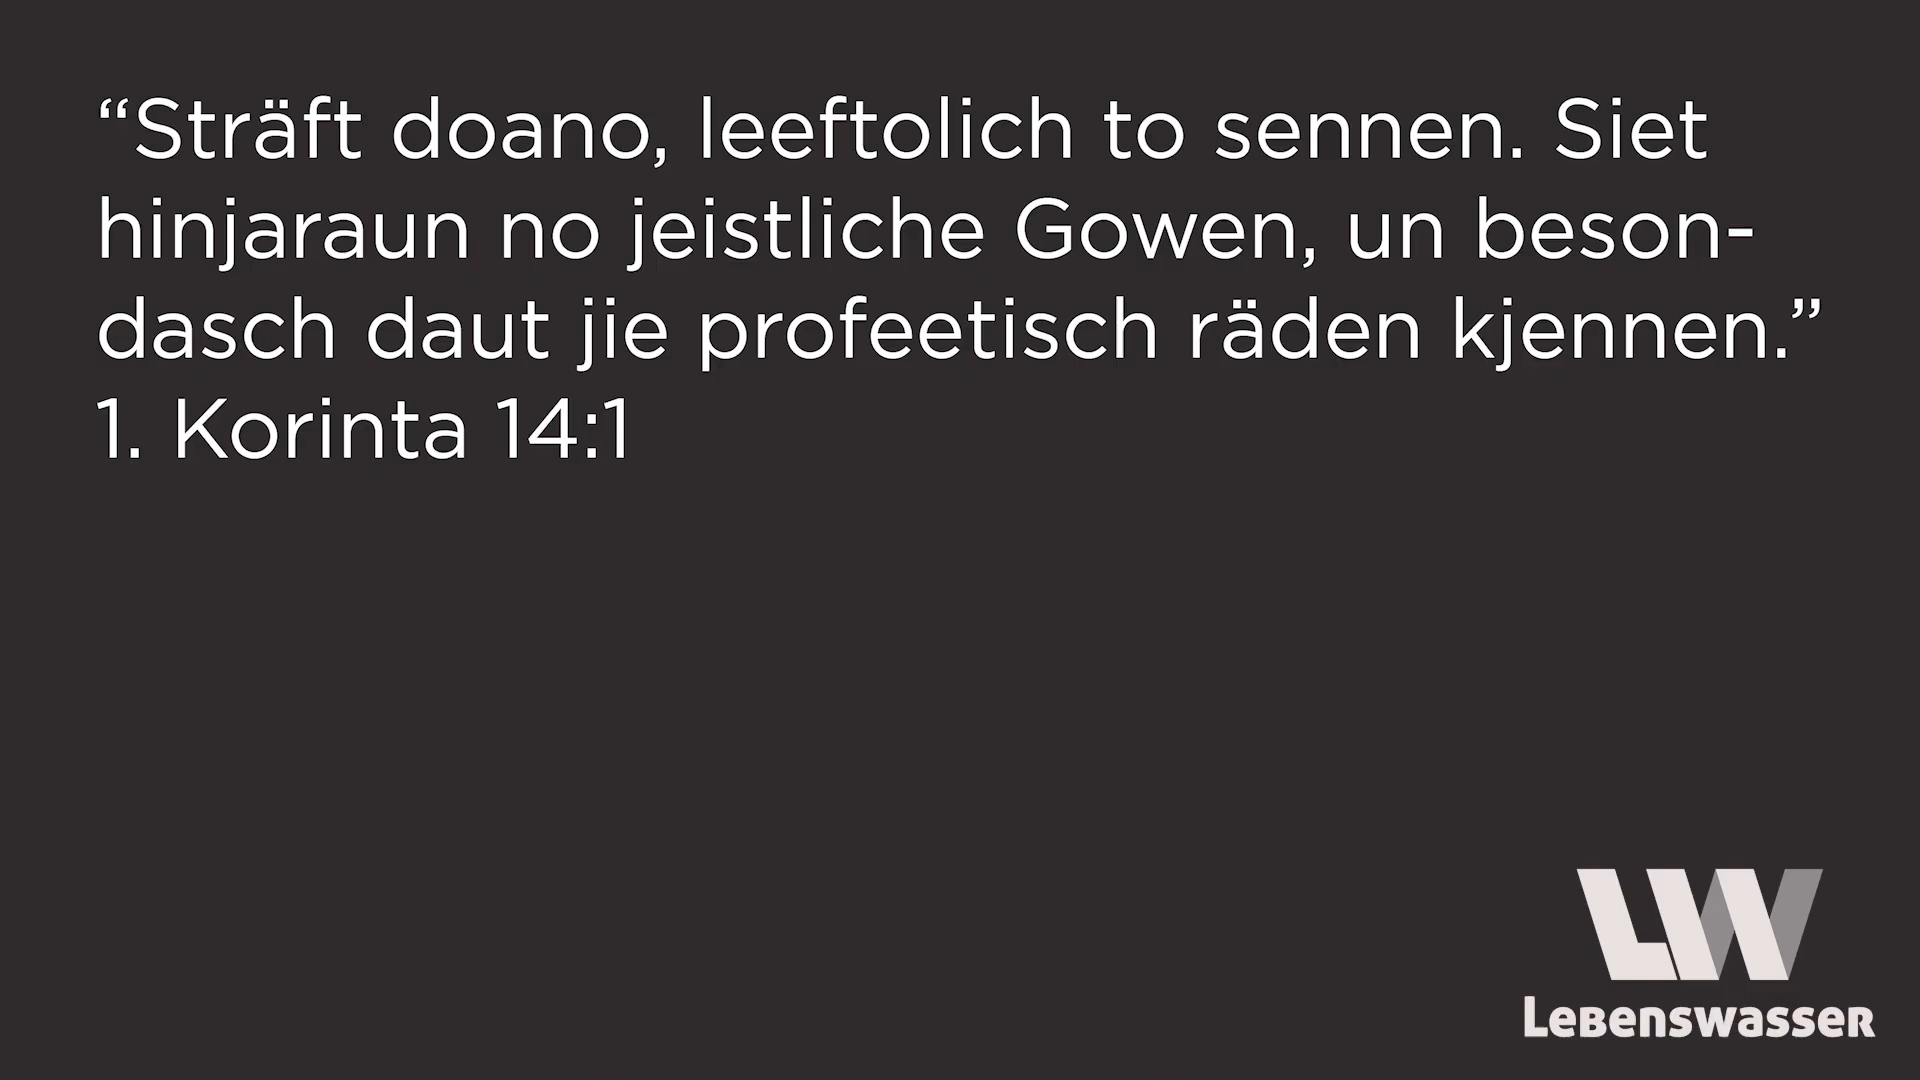 “Sträft doano, leeftolich to sennen. Siet
hinjaraun no jeistliche Gowen, un beson-
dasch daut jie profeetisch räden kjennen.”
1. Korinta 14:1
LW
Lebenswasser